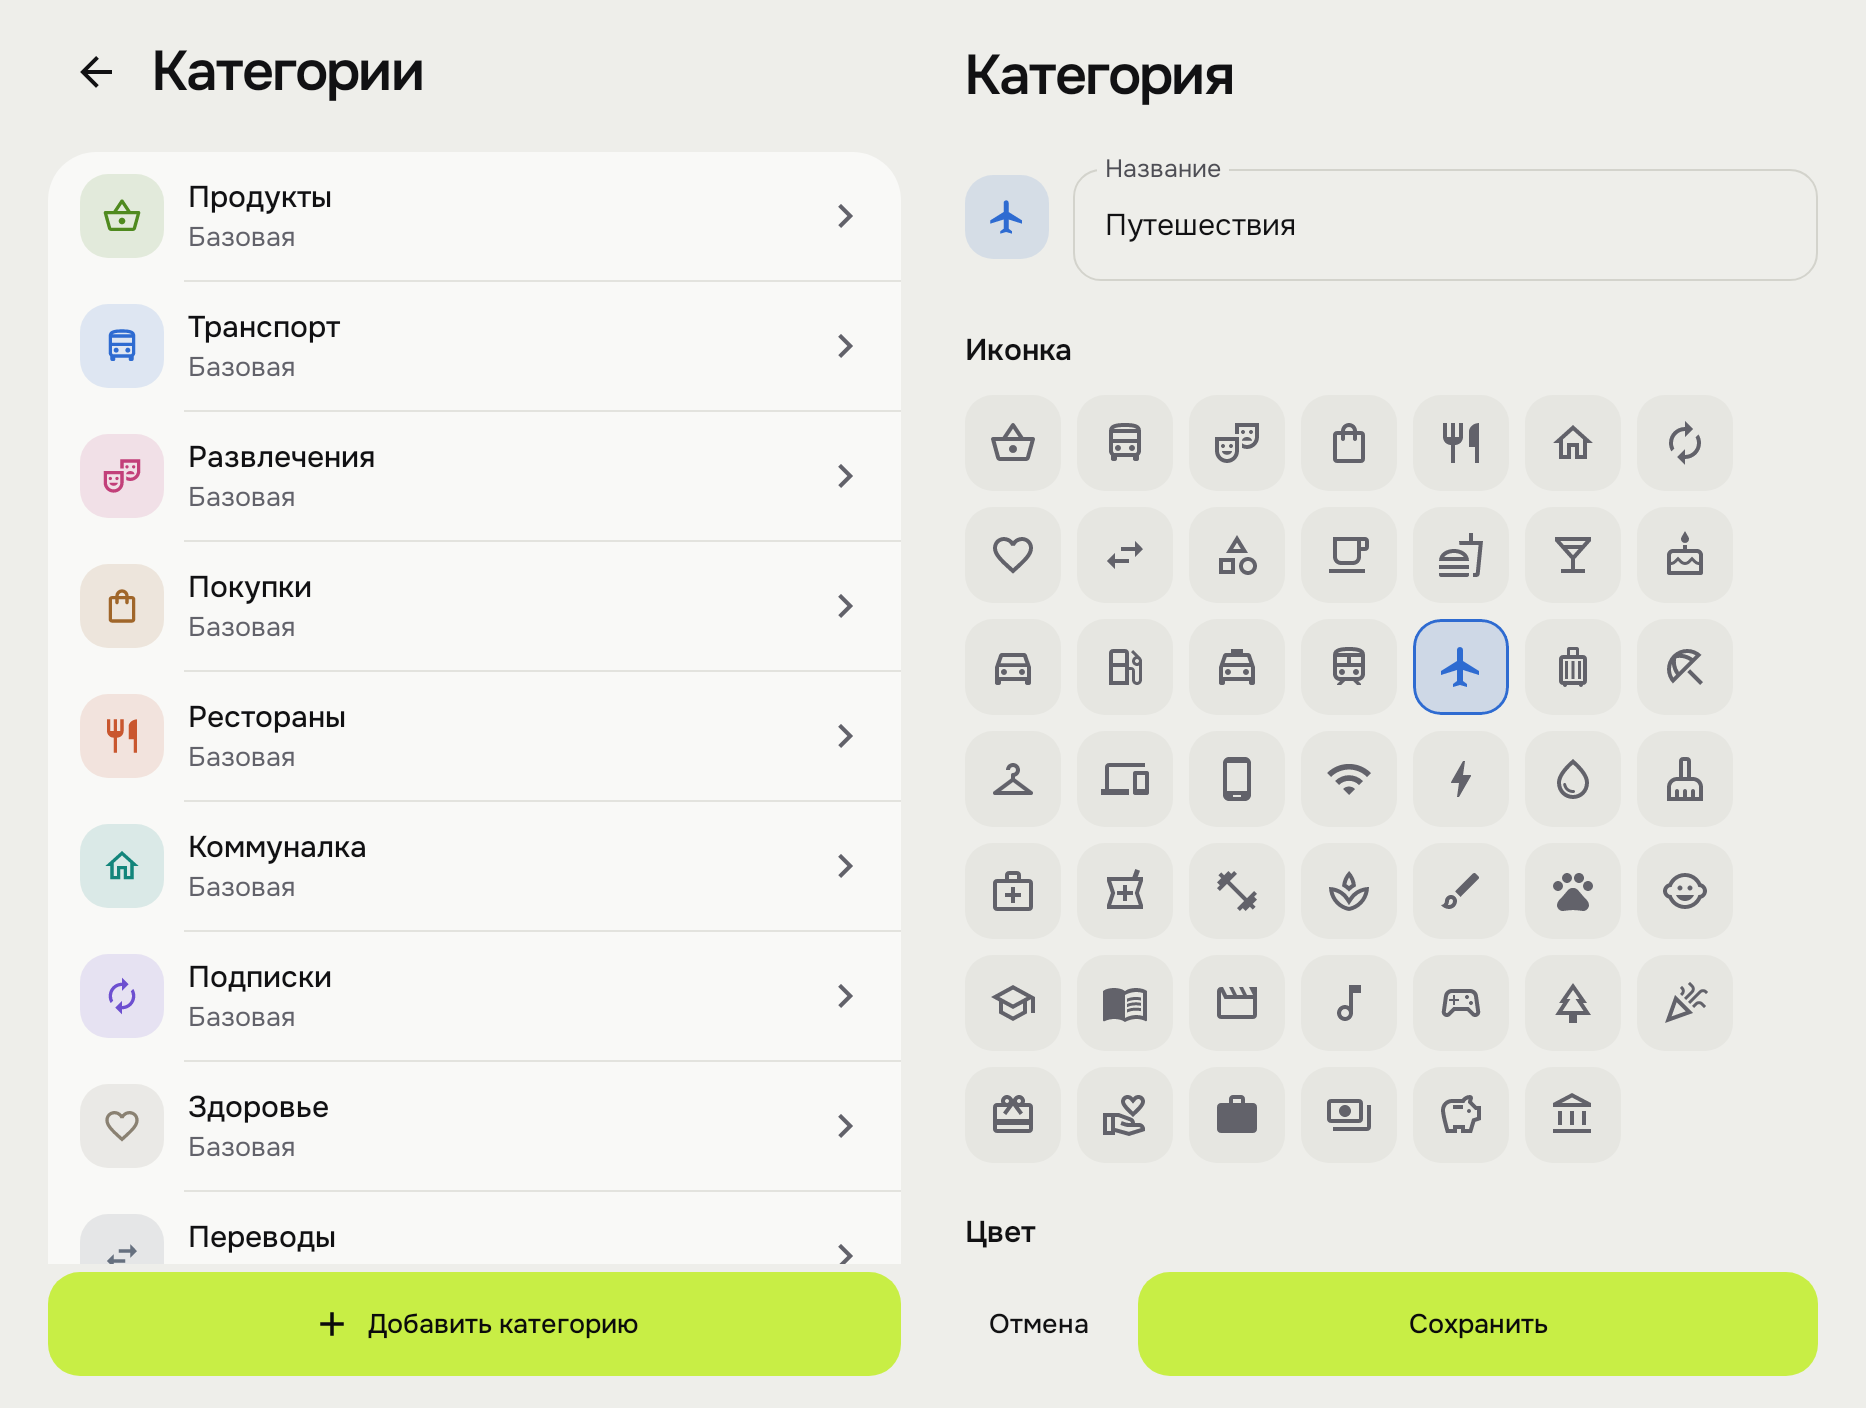 Категории
Продукты
Базовая
Транспорт
Базовая
Развлечения
Базовая
Покупки
Базовая
Рестораны
Базовая
Коммуналка
Базовая
Подписки
Базовая
Здоровье
Базовая
Переводы
Добавить категорию
Категория
Название
Путешествия
Иконка
Цвет
Отмена
Сохранить